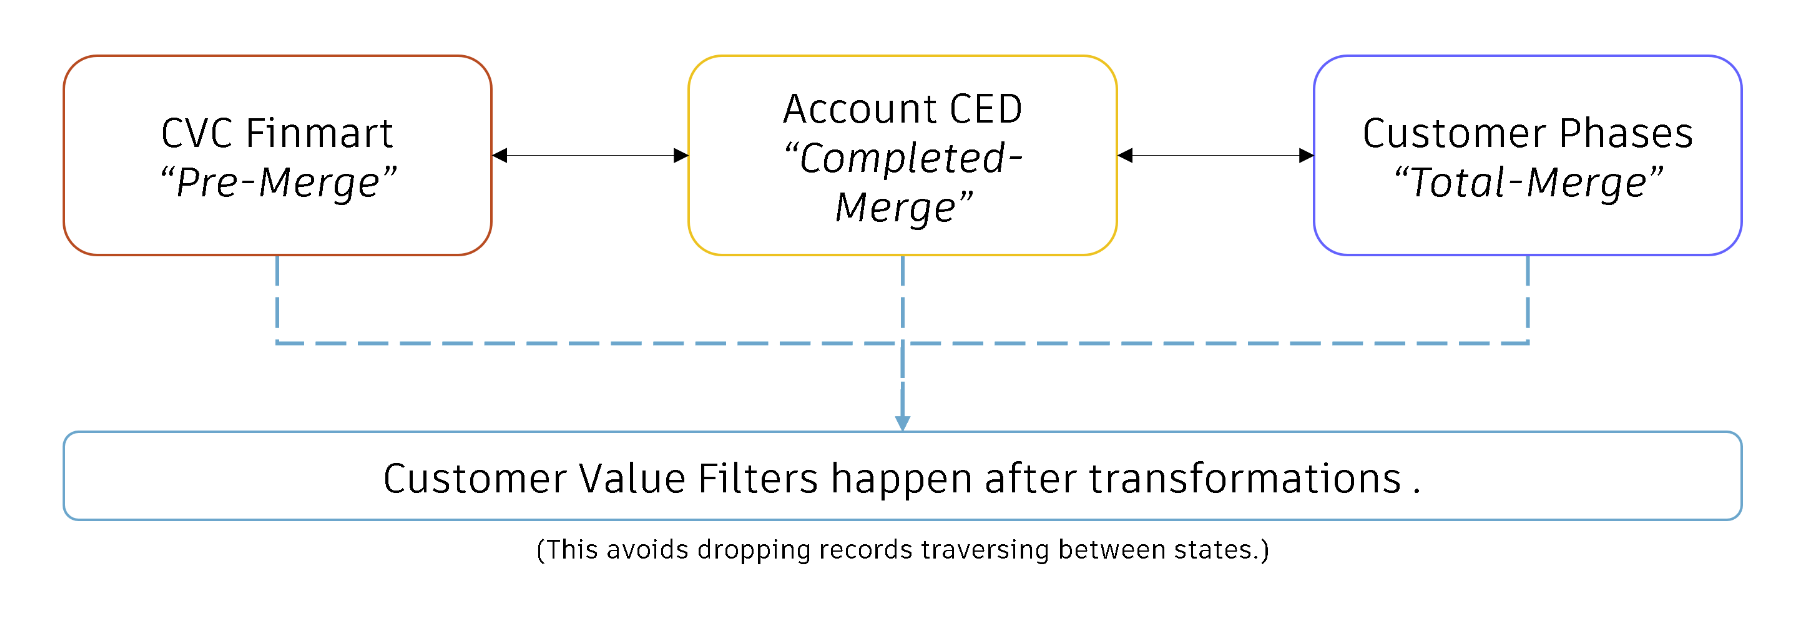 CVC Finmart
“Pre-Merge”
Account CED
“Completed-
Merge”
Customer Phases
“Total-Merge”
Customer Value Filters happen after transformations .
(This avoids dropping records traversing between states.)